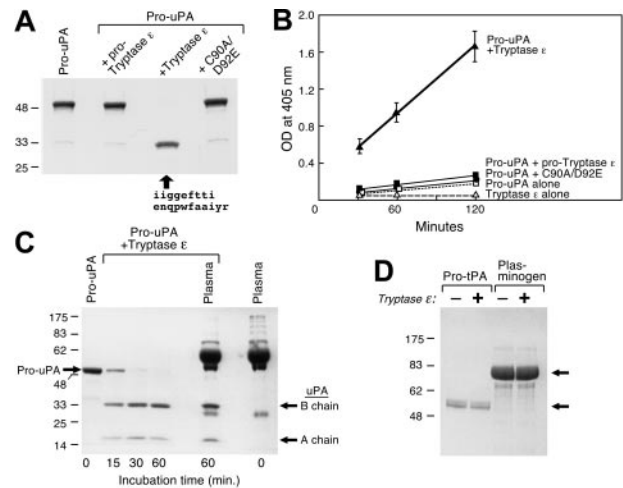 A
Pro-uPA
Pro-uPA
+ pro-
Tryptase ε
+Tryptase ε
+ C90A/
D92E
48
33
25
iiggeftti
enqpwfaaiyr
B
OD at 405 nm
2.0
1.6
1.2
0.8
0.4
0
60
120
Minutes
Pro-uPA
+Tryptase ε
Pro-uPA + pro-Tryptase ε
Pro-uPA + C90A/D92E
Pro-uPA alone
Tryptase ε alone
C
Pro-uPA
Pro-uPA
+Tryptase ε
Plasma
Plasma
175
83
62
Pro-uPA
48
33
25
14
uPA
B chain
A chain
0 15 30 60 60 0
Incubation time (min.)
D
Pro-tPA
Plas-
minogen
Tryptase ε: − + − +
175
83
62
48